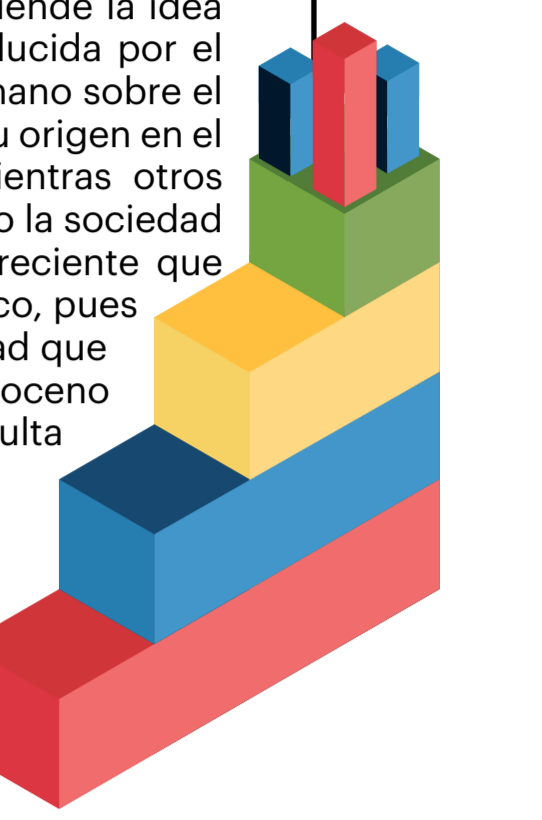 iende la idea
lucida por el
nano sobre el
u origen en el
ientras otros
o la sociedad
reciente que
co, pues
ad que
oceno
ulta